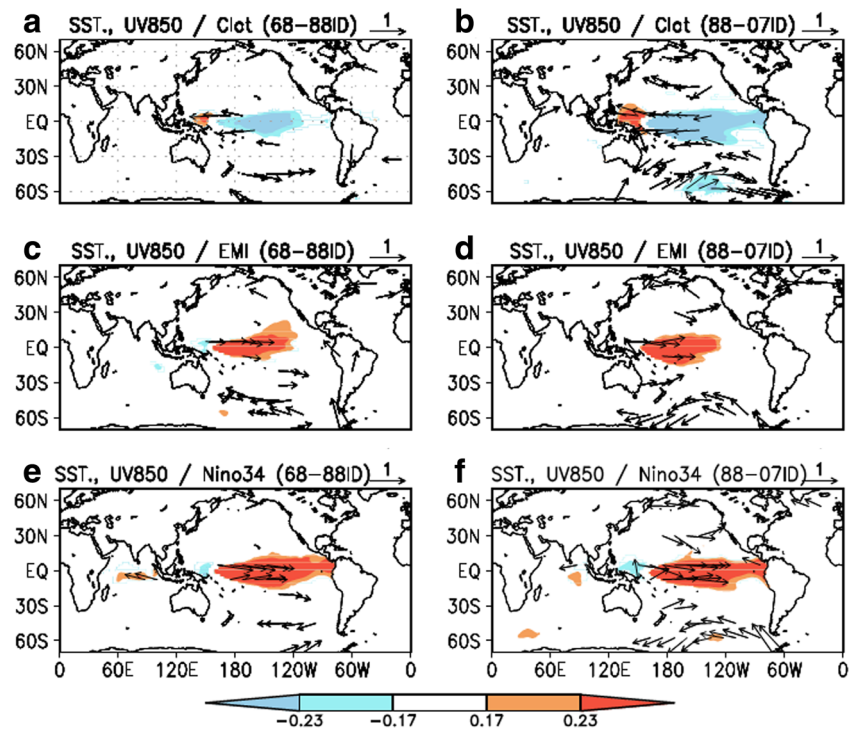 a SST., UV850 / Clot (68-88ID) 1
60N
30N
EQ
30S
60S
b SST., UV850 / Clot (88-07ID) 1
60N
30N
EQ
30S
60S
c SST., UV850 / EMI (68-88ID) 1
60N
30N
EQ
30S
60S
d SST., UV850 / EMI (88-07ID) 1
60N
30N
EQ
30S
60S
e SST., UV850 / Nino34 (68-88ID) 1
60N
30N
EQ
30S
60S
0 60E 120E 180 120W 60W 0
f SST., UV850 / Nino34 (88-07ID) 1
60N
30N
EQ
30S
60S
0 60E 120E 180 120W 60W 0
-0.23 -0.17 0.17 0.23